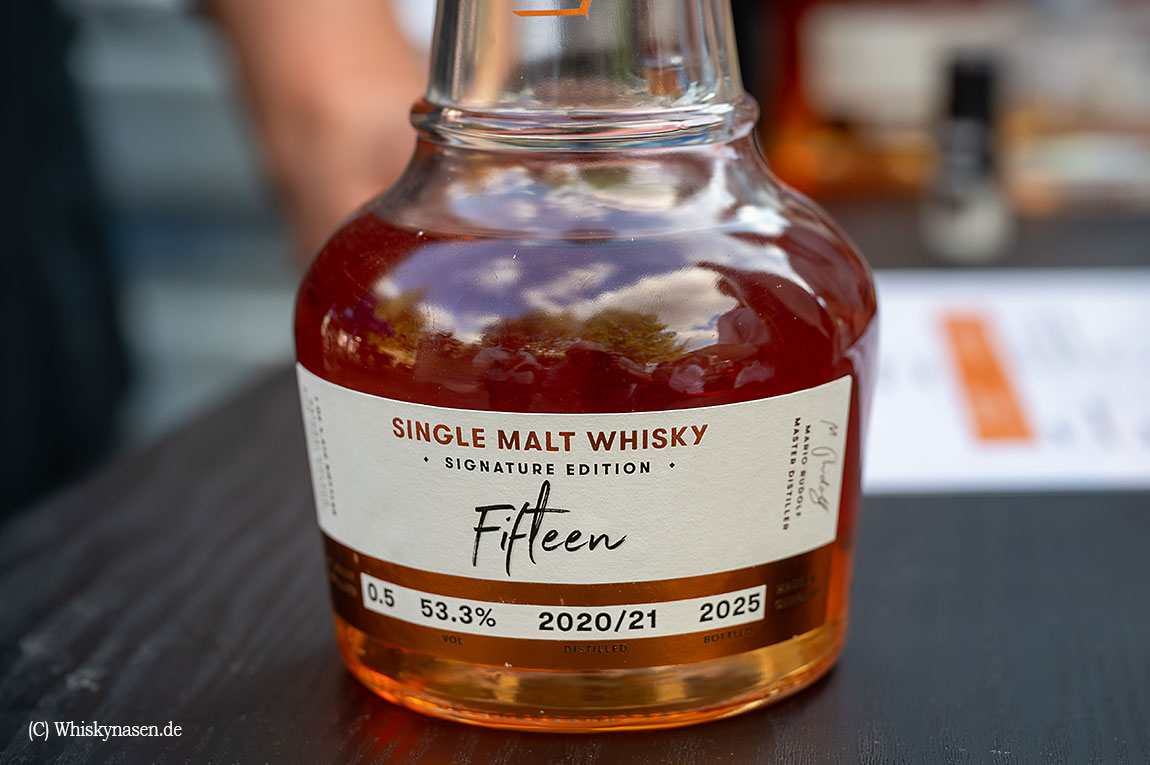 SINGLE MALT WHISKY
SIGNATURE EDITION
Fifteen
M Rudolf
MARIO RUDOLF
MASTER DISTILLER
0.5 53.3% 2020/21 2025
VOL DISTILLED BOTTLED
(C) Whiskynasen.de